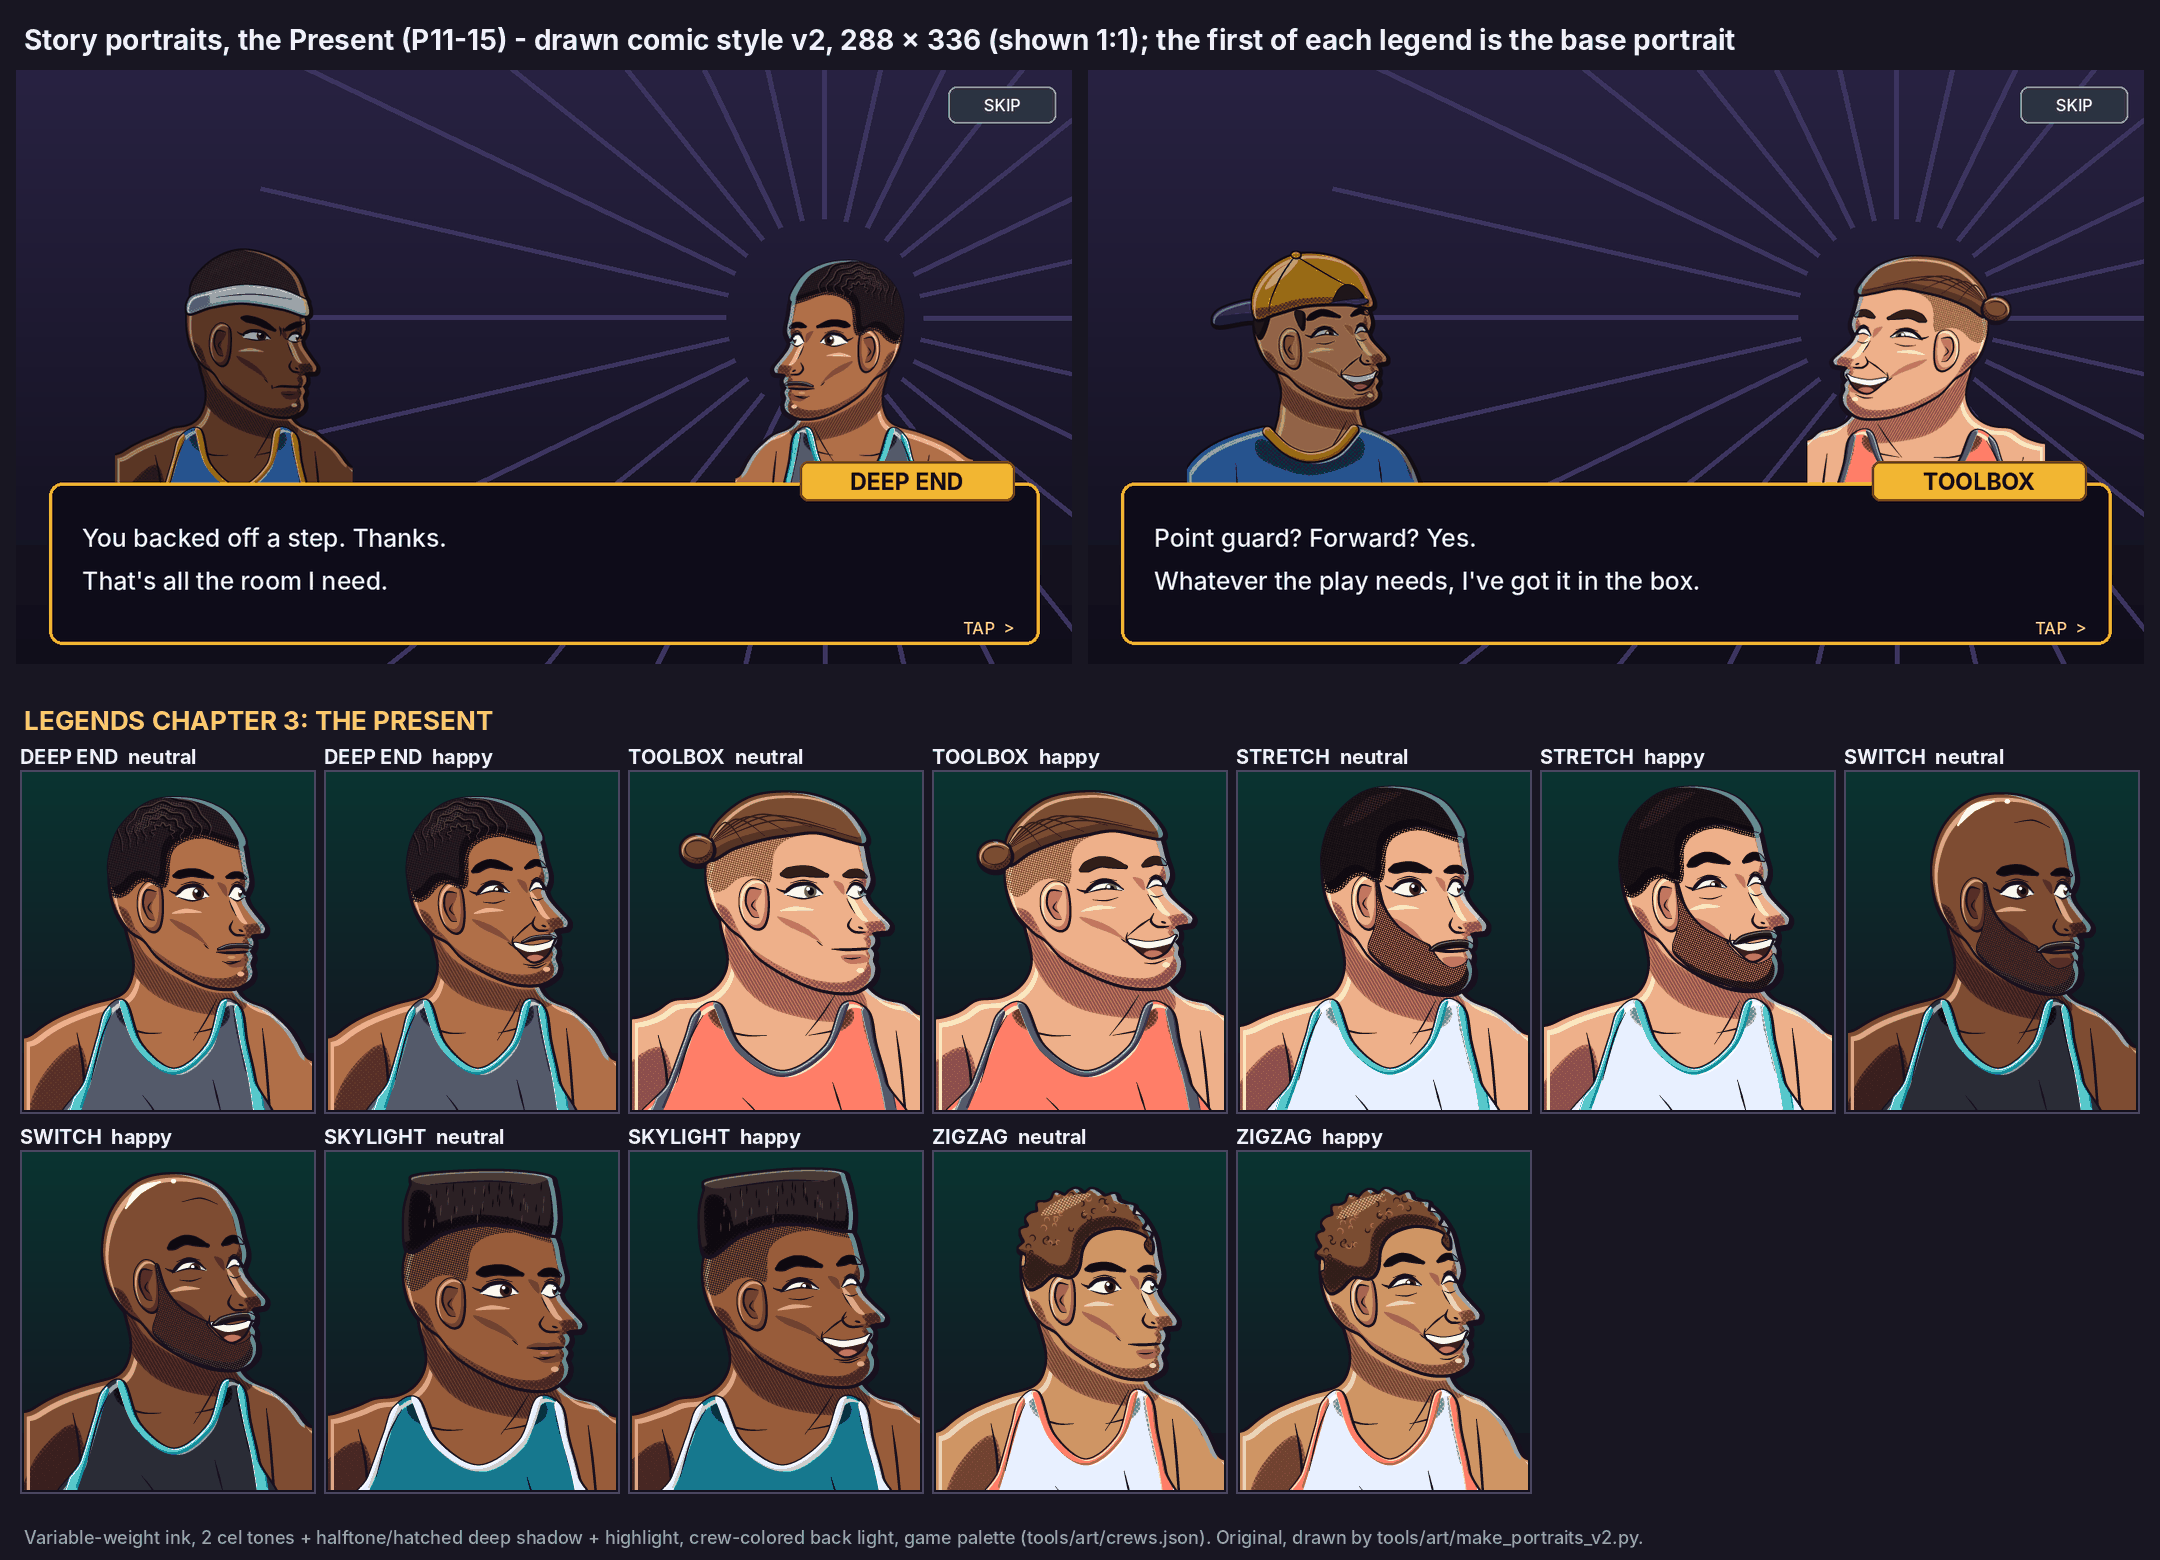 Story portraits, the Present (P11-15) - drawn comic style v2, 288 × 336 (shown 1:1); the first of each legend is the base portrait
SKIP
DEEP END
You backed off a step. Thanks.
That's all the room I need.
TAP >
SKIP
TOOLBOX
Point guard? Forward? Yes.
Whatever the play needs, I've got it in the box.
TAP >
LEGENDS CHAPTER 3: THE PRESENT
DEEP END neutral
DEEP END happy
TOOLBOX neutral
TOOLBOX happy
STRETCH neutral
STRETCH happy
SWITCH neutral
SWITCH happy
SKYLIGHT neutral
SKYLIGHT happy
ZIGZAG neutral
ZIGZAG happy
Variable-weight ink, 2 cel tones + halftone/hatched deep shadow + highlight, crew-colored back light, game palette (tools/art/crews.json). Original, drawn by tools/art/make_portraits_v2.py.